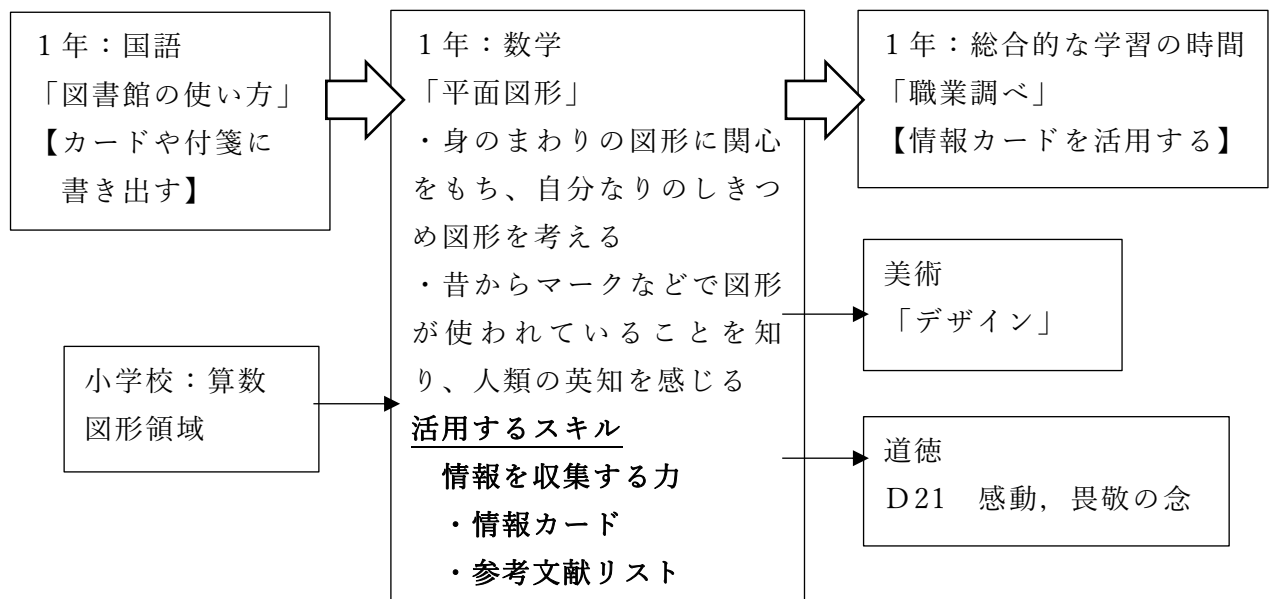 1年：国語
「図書館の使い方」
【カードや付箋に
書き出す】
小学校：算数
図形領域
1年：数学
「平面図形」
・身のまわりの図形に関心
をもち、自分なりのしきつ
め図形を考える
・昔からマークなどで図形
が使われていることを知
り、人類の英知を感じる
活用するスキル
情報を収集する力
・情報カード
・参考文献リスト
1年：総合的な学習の時間
「職業調べ」
【情報カードを活用する】
美術
「デザイン」
道徳
Ｄ21　感動，畏敬の念